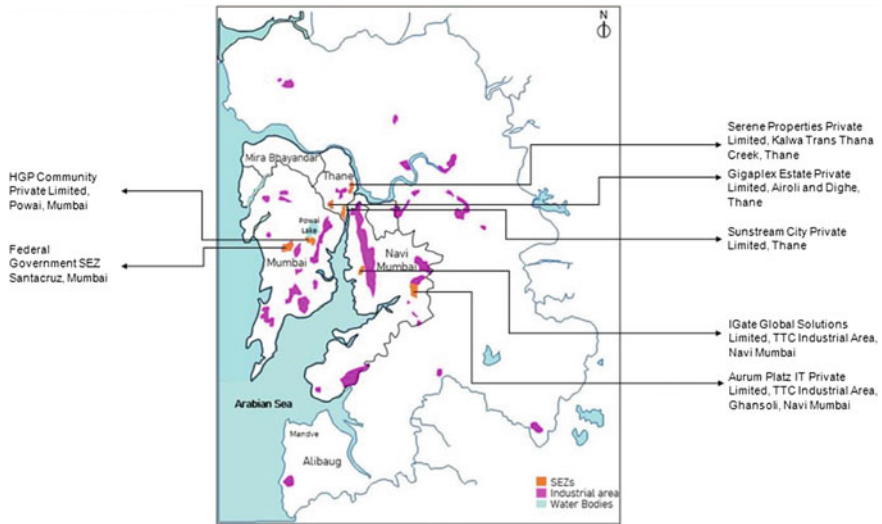 N
HGP Community
Private Limited,
Powai, Mumbai
Federal
Government SEZ
Santacruz, Mumbai
Mira Bhayandar
Thane
Powai
Lake
Mumbai
Navi
Mumbai
Arabian Sea
Mandve
Alibaug
SEZs
Industrial area
Water Bodies
Serene Properties Private
Limited, Kalwa Trans Thana
Creek, Thane
Gigaplex Estate Private
Limited, Airoli and Dighe,
Thane
Sunstream City Private
Limited, Thane
IGate Global Solutions
Limited, TTC Industrial Area,
Navi Mumbai
Aurum Platz IT Private
Limited, TTC Industrial Area,
Ghansoli, Navi Mumbai